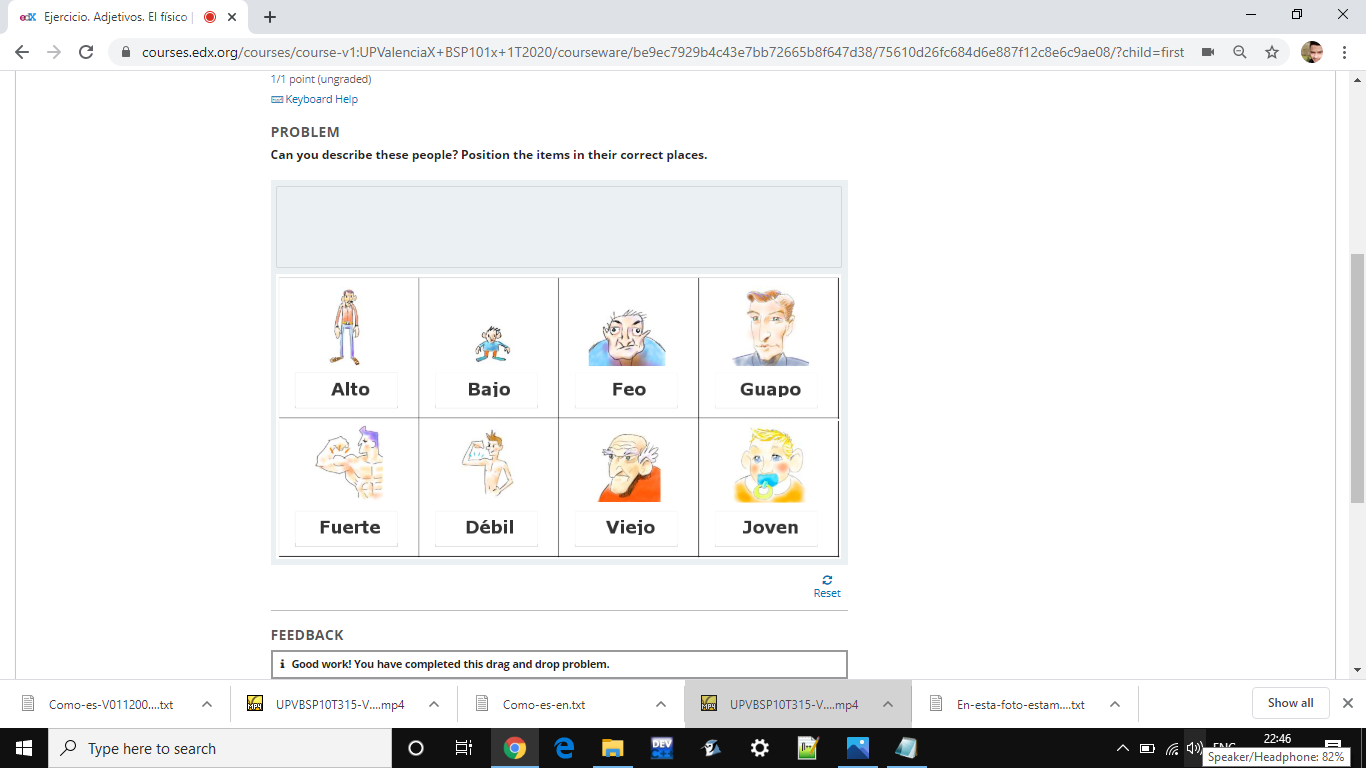 edX Ejercicio. Adjetivos. El físico |
courses.edx.org/courses/course-v1:UPValenciaX+BSP101x+1T2020/courseware/be9ec7929b4c43e7bb72665b8f647d38/75610d26fc684d6e887f12c8e6c9ae08/?child=first
1/1 point (ungraded)
Keyboard Help
PROBLEM
Can you describe these people? Position the items in their correct places.
Alto Bajo Feo Guapo
Fuerte Débil Viejo Joven
Reset
FEEDBACK
i Good work! You have completed this drag and drop problem.
Como-es-V011200....txt UPVBSP10T315-V....mp4 Como-es-en.txt UPVBSP10T315-V....mp4 En-esta-foto-estam....txt Show all
Type here to search DEV ENG 22:46
Speaker/Headphone: 82%